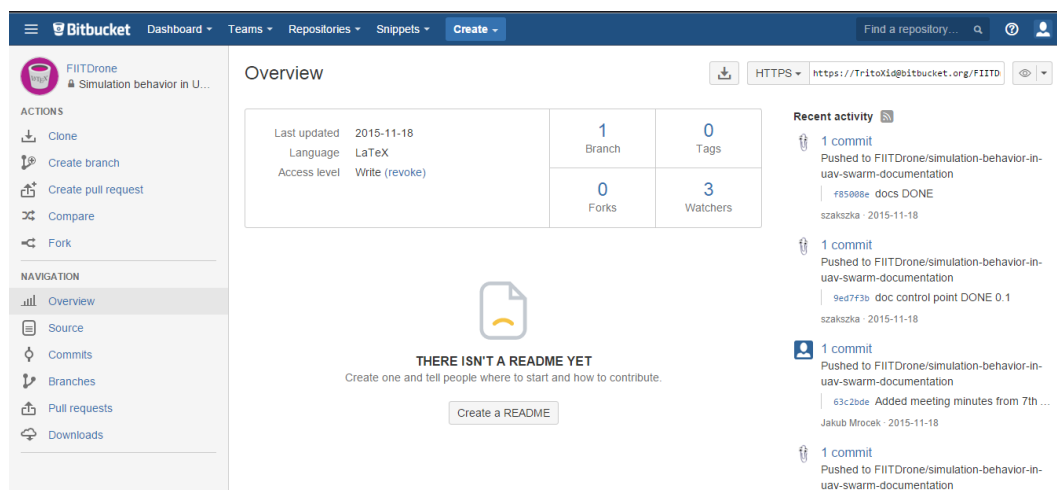 Bitbucket Dashboard Teams Repositories Snippets Create Find a repository...
FIITDrone
Simulation behavior in U...
ACTIONS
Clone
Create branch
Create pull request
Compare
Fork
NAVIGATION
Overview
Source
Commits
Branches
Pull requests
Downloads
Overview
HTTPS https://TritoXid@bitbucket.org/FIITD
Last updated 2015-11-18
Language LaTeX
Access level Write (revoke)
1
Branch
0
Tags
0
Forks
3
Watchers
THERE ISN'T A README YET
Create one and tell people where to start and how to contribute.
Create a README
Recent activity
1 commit
Pushed to FIITDrone/simulation-behavior-in-
uav-swarm-documentation
f85008e docs DONE
szakszka · 2015-11-18
1 commit
Pushed to FIITDrone/simulation-behavior-in-
uav-swarm-documentation
9ed7f3b doc control point DONE 0.1
szakszka · 2015-11-18
1 commit
Pushed to FIITDrone/simulation-behavior-in-
uav-swarm-documentation
63c2bde Added meeting minutes from 7th ...
Jakub Mrocek · 2015-11-18
1 commit
Pushed to FIITDrone/simulation-behavior-in-
uav-swarm-documentation